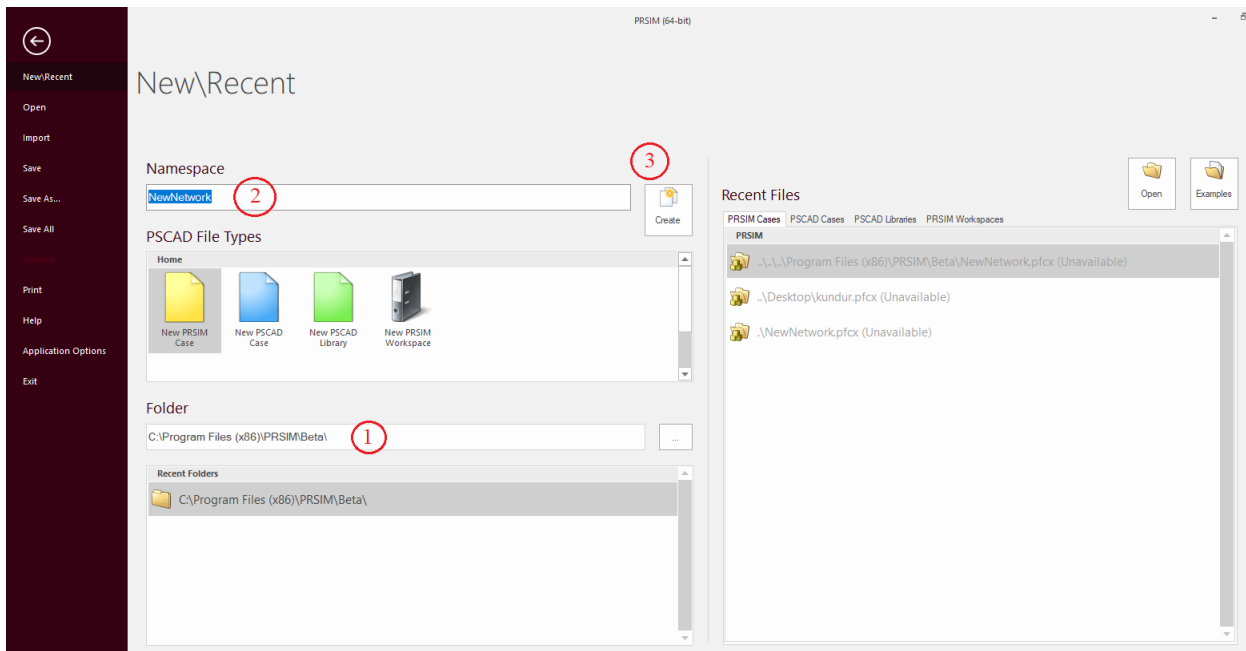 PRSIM (64-bit)
New\Recent
Open
Import
Save
Save As...
Save All
Unload
Print
Help
Application Options
Exit
New\Recent
Namespace
3
NewNetwork
2
Create
PSCAD File Types
Home
New PRSIM Case
New PSCAD Case
New PSCAD Library
New PRSIM Workspace
Folder
C:\Program Files (x86)\PRSIM\Beta\
1
...
Recent Folders
C:\Program Files (x86)\PRSIM\Beta\
Recent Files
Open
Examples
PRSIM Cases PSCAD Cases PSCAD Libraries PRSIM Workspaces
PRSIM
..\..\..\Program Files (x86)\PRSIM\Beta\NewNetwork.pfcx (Unavailable)
..\Desktop\kundur.pfcx (Unavailable)
.\NewNetwork.pfcx (Unavailable)